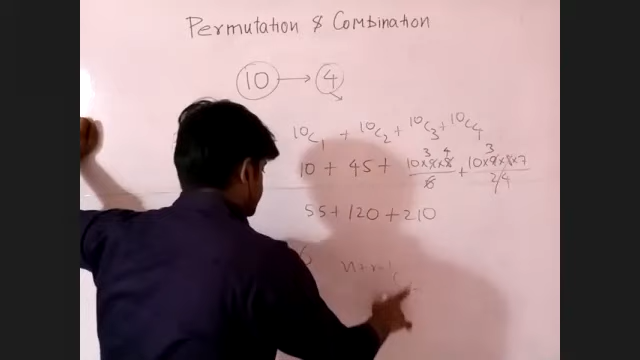 Permutation & Combination
10 → 4
10C1 + 10C2 + 10C3 + 10C4
10 + 45 + 10×9×8/6 + 10×9×8×7/24
55 + 120 + 210